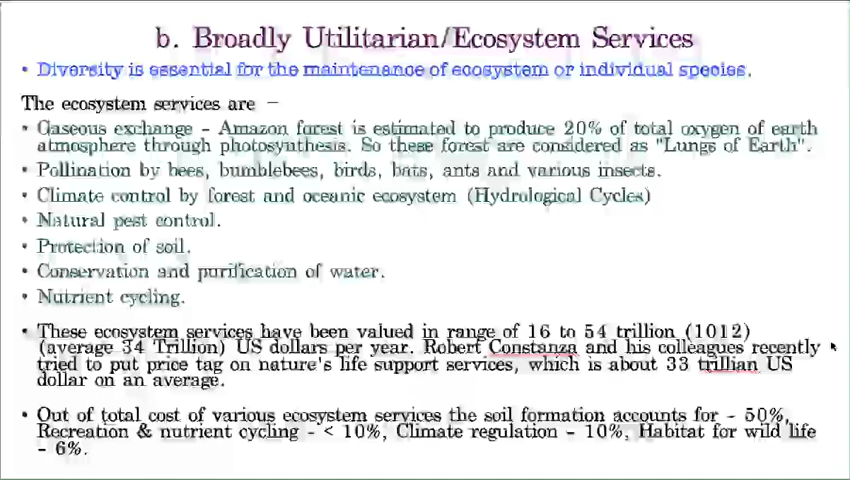 b. Broadly Utilitarian/Ecosystem Services
• Diversity is essential for the maintenance of ecosystem or individual species.
The ecosystem services are –
• Gaseous exchange – Amazon forest is estimated to produce 20% of total oxygen of earth
atmosphere through photosynthesis. So these forest are considered as "Lungs of Earth".
• Pollination by bees, bumblebees, birds, bats, ants and various insects.
• Climate control by forest and oceanic ecosystem (Hydrological Cycles)
• Natural pest control.
• Protection of soil.
• Conservation and purification of water.
• Nutrient cycling.
• These ecosystem services have been valued in range of 16 to 54 trillion (1012)
(average 34 Trillion) US dollars per year. Robert Constanza and his colleagues recently
tried to put price tag on nature's life support services, which is about 33 trillian US
dollar on an average.
• Out of total cost of various ecosystem services the soil formation accounts for – 50%,
Recreation & nutrient cycling - < 10%, Climate regulation – 10%, Habitat for wild life
– 6%.